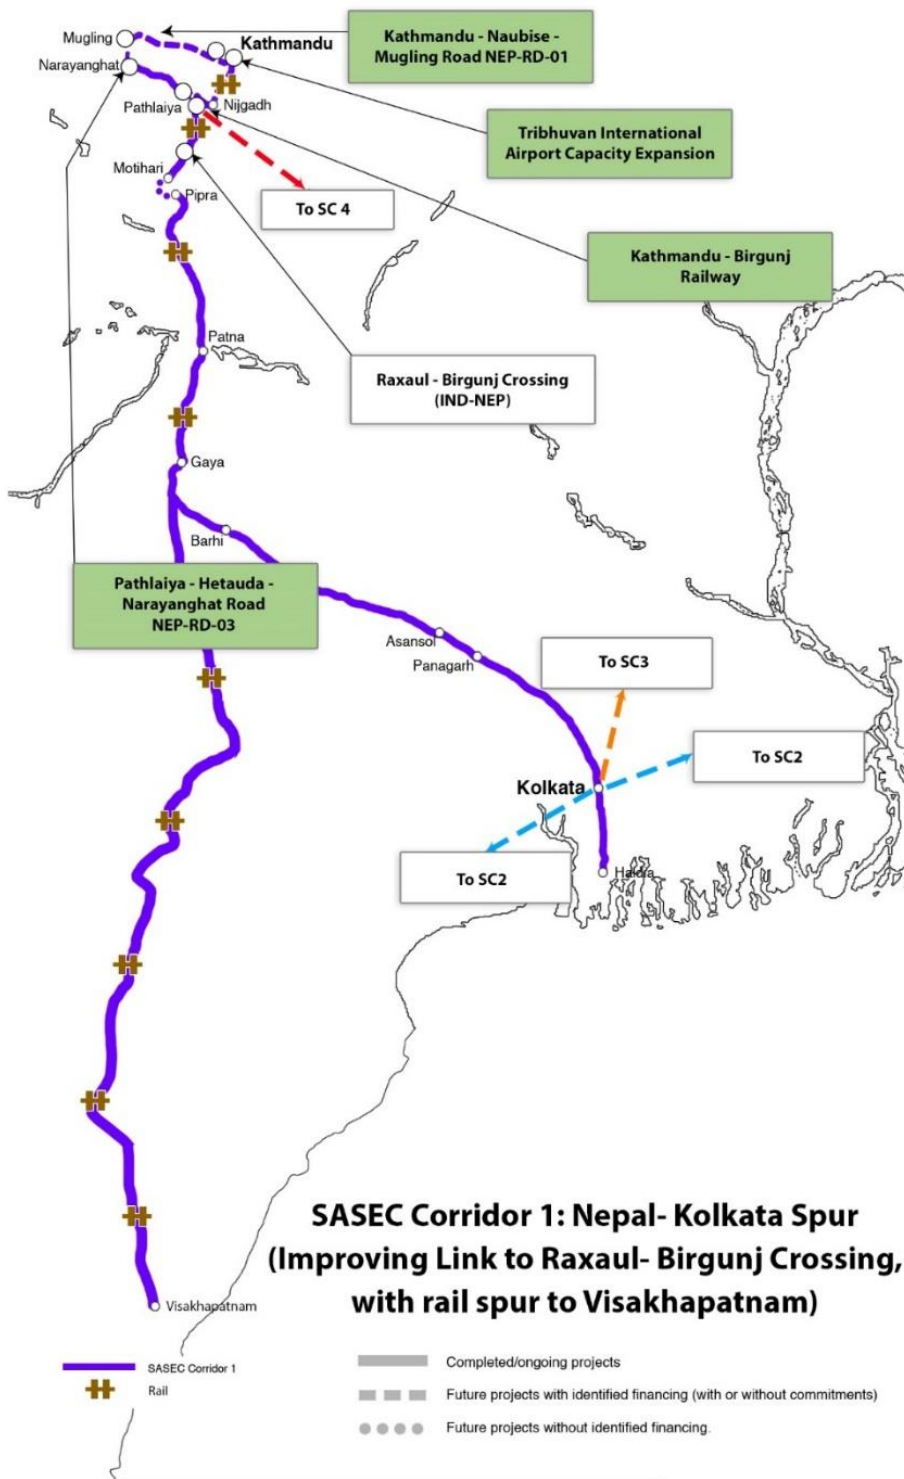 Mugling
Kathmandu
Kathmandu - Naubise -
Mugling Road NEP-RD-01
Narayanghat
Pathlaiya
Nijgadh
Tribhuvan International
Airport Capacity Expansion
Motihari
Pipra
To SC 4
Kathmandu - Birgunj
Railway
Patna
Raxaul - Birgunj Crossing
(IND-NEP)
Gaya
Barhi
Pathlaiya - Hetauda -
Narayanghat Road
NEP-RD-03
Asansol
Panagarh
To SC3
To SC2
Kolkata
To SC2
Haldia
SASEC Corridor 1: Nepal- Kolkata Spur
(Improving Link to Raxaul- Birgunj Crossing,
with rail spur to Visakhapatnam)
Visakhapatnam
SASEC Corridor 1
Rail
Completed/ongoing projects
Future projects with identified financing (with or without commitments)
Future projects without identified financing.